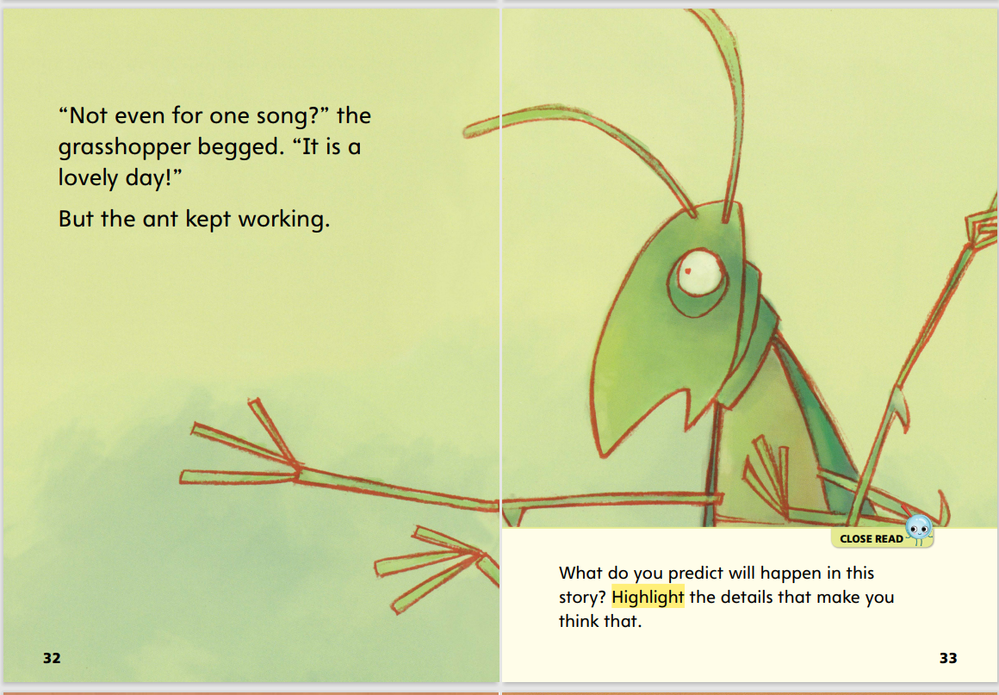 “Not even for one song?” the
grasshopper begged. “It is a
lovely day!”
But the ant kept working.
32
CLOSE READ
What do you predict will happen in this
story? Highlight the details that make you
think that.
33